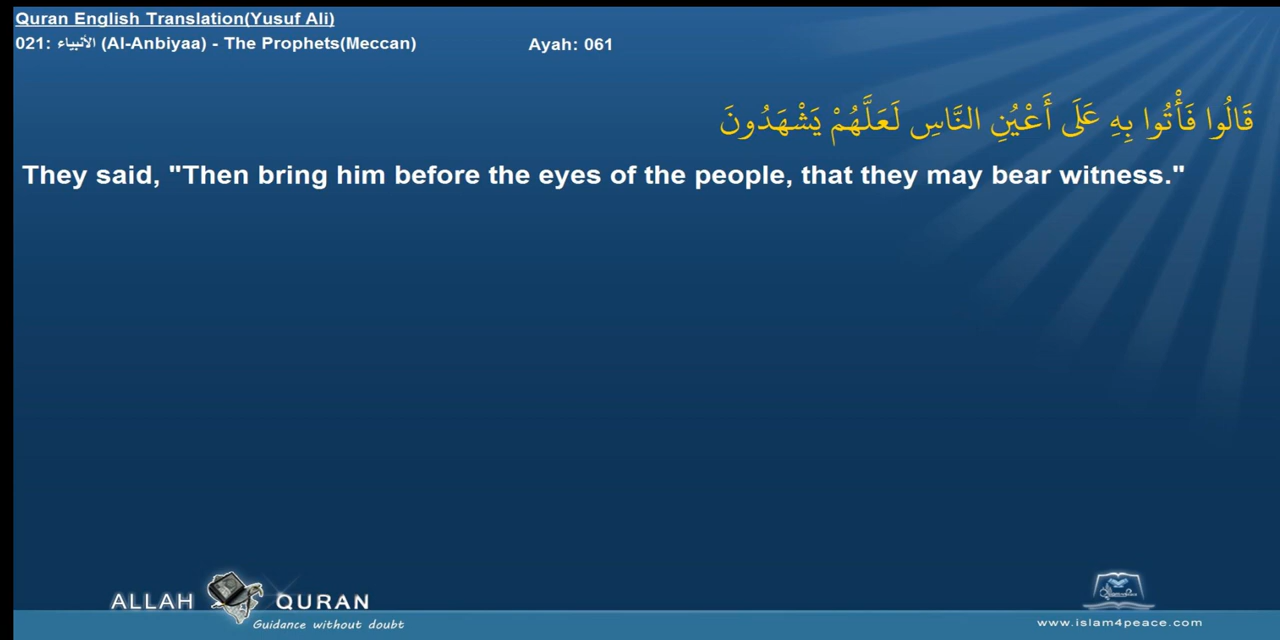 Quran English Translation(Yusuf Ali)
021: الأنبياء (Al-Anbiyaa) - The Prophets(Meccan) Ayah: 061
قَالُوا فَأْتُوا بِهِ عَلَى أَعْيُنِ النَّاسِ لَعَلَّهُمْ يَشْهَدُونَ
They said, "Then bring him before the eyes of the people, that they may bear witness."
ALLAH QURAN
Guidance without doubt
www.islam4peace.com